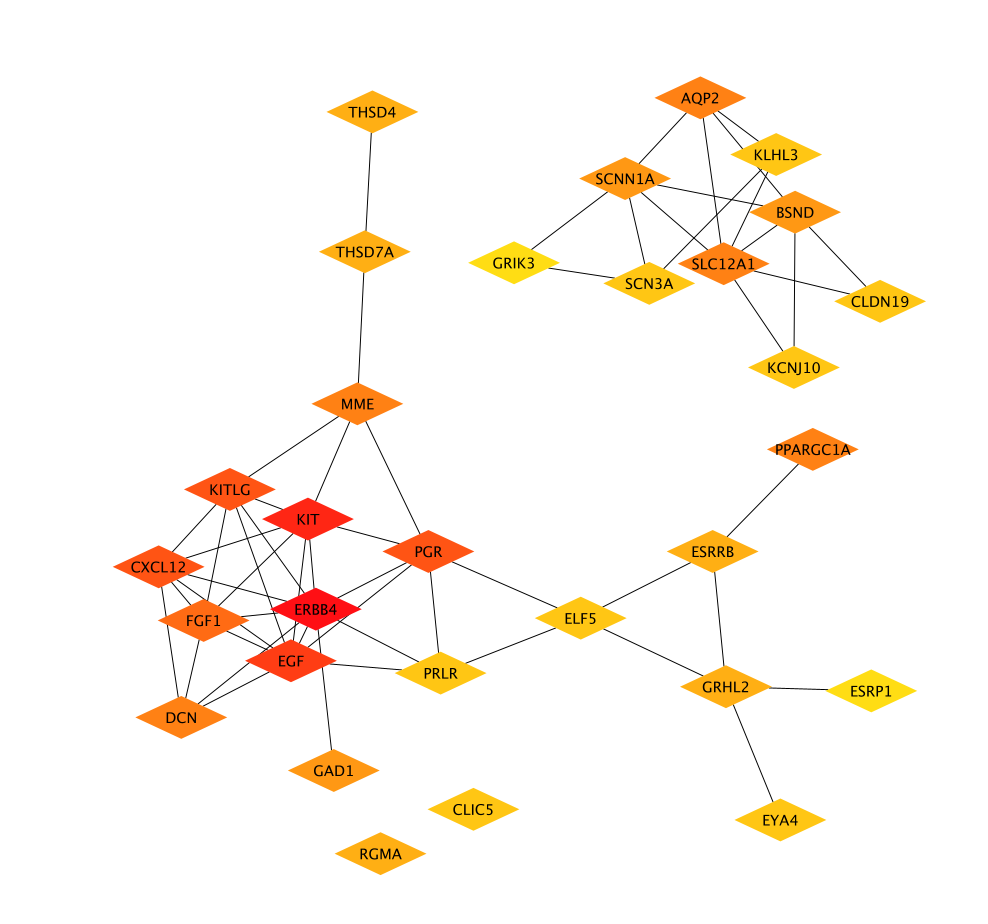 AQP2
THSD4
KLHL3
SCNN1A
BSND
THSD7A
GRIK3
SLC12A1
SCN3A
CLDN19
KCNJ10
MME
PPARGC1A
KITLG
KIT
PGR
ESRRB
CXCL12
ERBB4
FGF1
ELF5
EGF
PRLR
GRHL2
ESRP1
DCN
GAD1
CLIC5
EYA4
RGMA